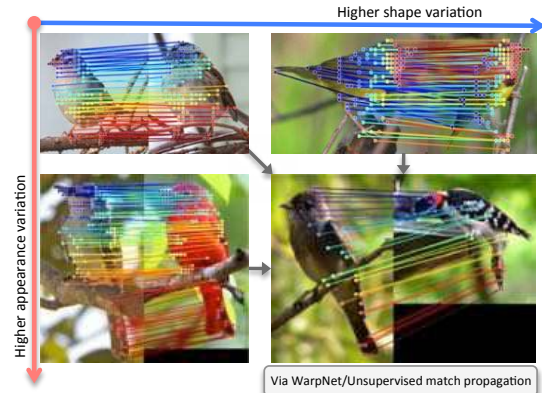 Higher shape variation
Higher appearance variation
Via WarpNet/Unsupervised match propagation